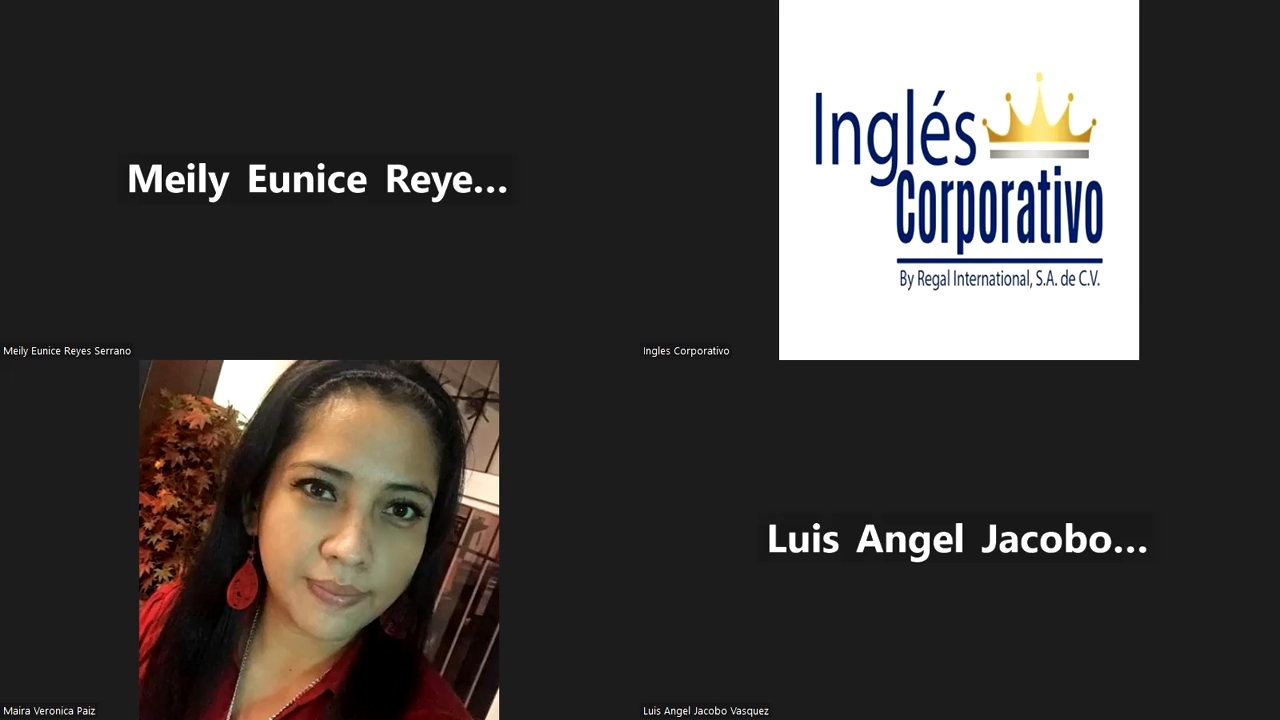 Meily Eunice Reye...
Inglés
Corporativo
By Regal International, S.A. de C.V.
Meily Eunice Reyes Serrano
Ingles Corporativo
Luis Angel Jacobo...
Maira Veronica Paiz
Luis Angel Jacobo Vasquez